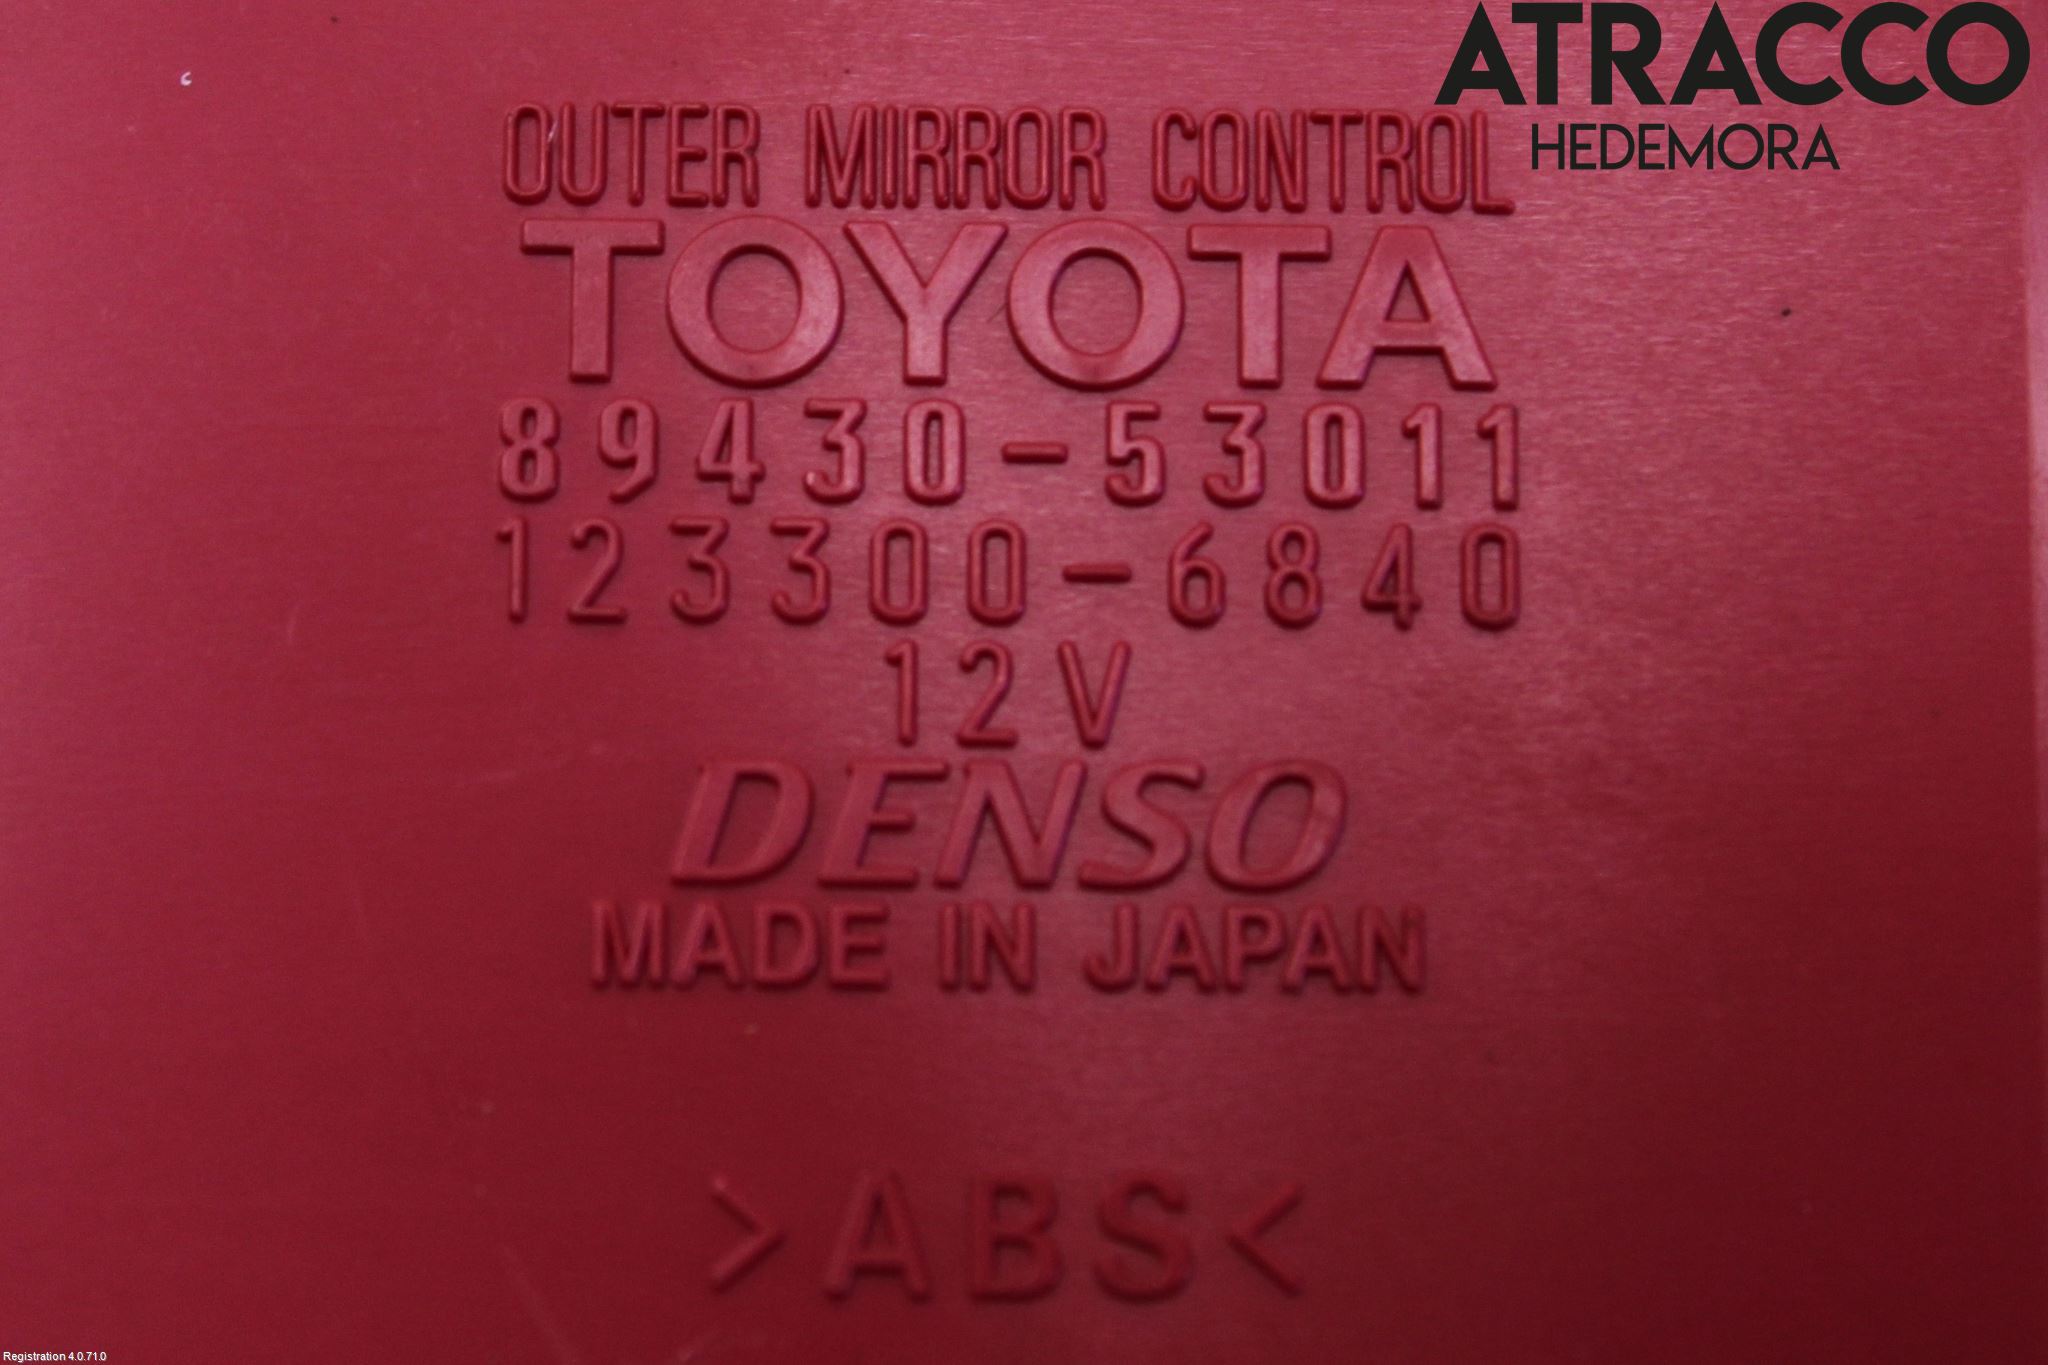 ATRACCO
HEDEMORA
OUTER MIRROR CONTROL
TOYOTA
89430-53011
123300-6840
12V
DENSO
MADE IN JAPAN
>ABS<
Registration 4.0.71.0